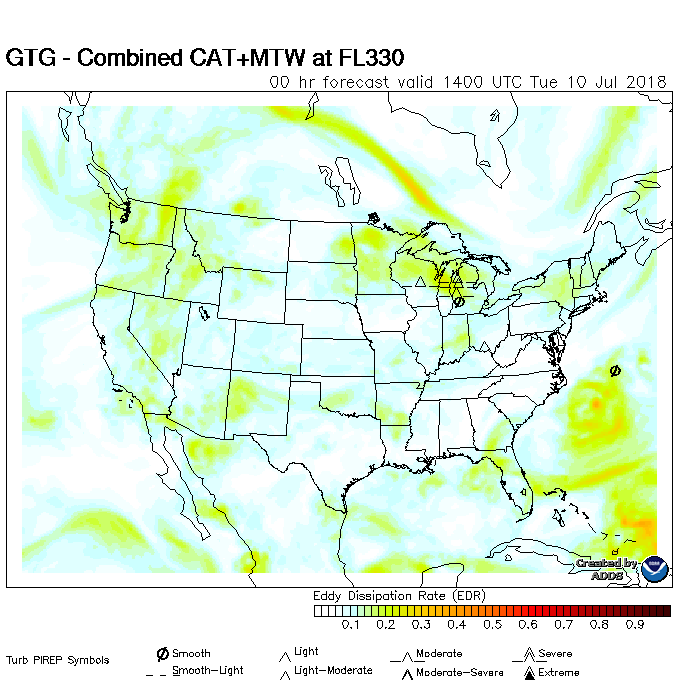 GTG - Combined CAT+MTW at FL330
00 hr forecast valid 1400 UTC Tue 10 Jul 2018
Created by
ADDS
Eddy Dissipation Rate (EDR)
0.1 0.2 0.3 0.4 0.5 0.6 0.7 0.8 0.9
Turb PIREP Symbols
Smooth Light Moderate Severe
Smooth-Light Light-Moderate Moderate-Severe Extreme